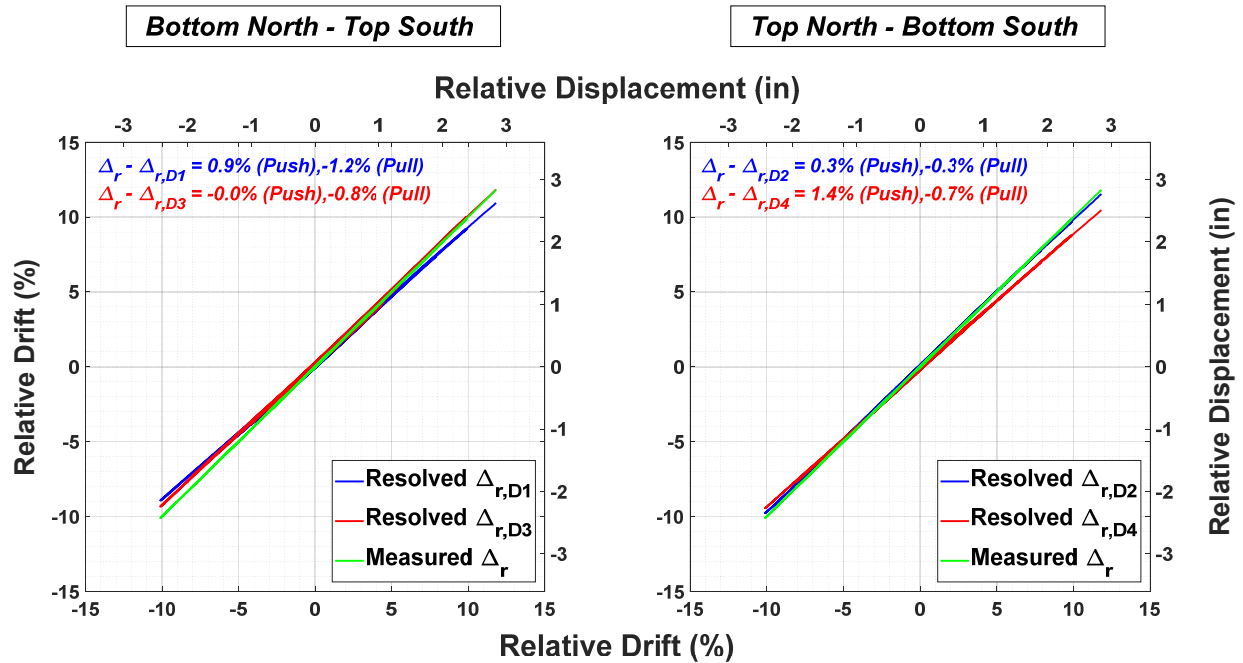 Bottom North - Top South
Top North - Bottom South
Relative Displacement (in)
-3 -2 -1 0 1 2 3
-3 -2 -1 0 1 2 3
Δr - Δr,D1 = 0.9% (Push),-1.2% (Pull)
Δr - Δr,D3 = -0.0% (Push),-0.8% (Pull)
Δr - Δr,D2 = 0.3% (Push),-0.3% (Pull)
Δr - Δr,D4 = 1.4% (Push),-0.7% (Pull)
Relative Drift (%)
15
10
5
0
-5
-10
-15
3
2
1
0
-1
-2
-3
15
10
5
0
-5
-10
-15
3
2
1
0
-1
-2
-3
Relative Displacement (in)
Resolved Δr,D1
Resolved Δr,D3
Measured Δr
Resolved Δr,D2
Resolved Δr,D4
Measured Δr
-15 -10 -5 0 5 10 15
-15 -10 -5 0 5 10 15
Relative Drift (%)